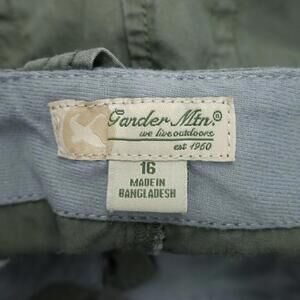 Gander Mtn.®
we live outdoors
est 1960
16
MADE IN
BANGLADESH